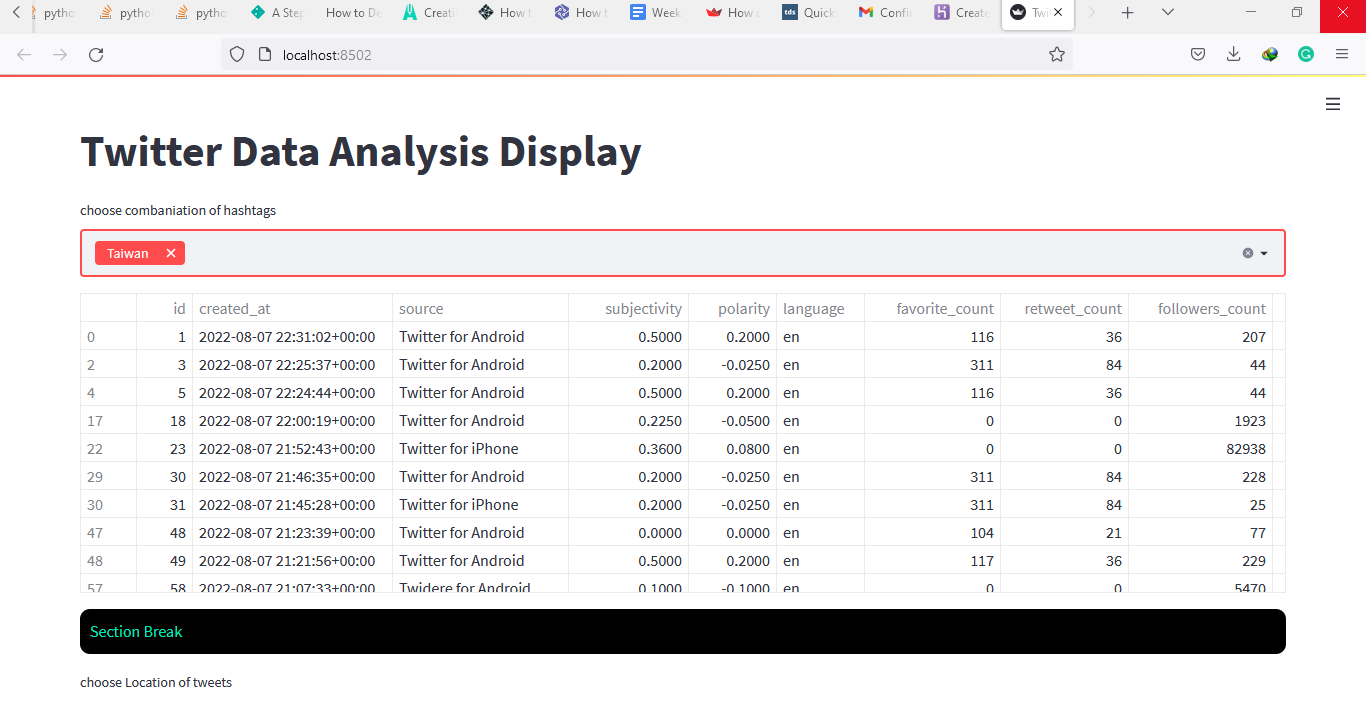 pytho
pytho
pytho
A Step
How to De
Creati
How t
How t
Week
How
Quick
Confir
Create
Twi
localhost:8502
Twitter Data Analysis Display
choose combaniation of hashtags
Taiwan
id created_at source subjectivity polarity language favorite_count retweet_count followers_count
0 1 2022-08-07 22:31:02+00:00 Twitter for Android 0.5000 0.2000 en 116 36 207
2 3 2022-08-07 22:25:37+00:00 Twitter for Android 0.2000 -0.0250 en 311 84 44
4 5 2022-08-07 22:24:44+00:00 Twitter for Android 0.5000 0.2000 en 116 36 44
17 18 2022-08-07 22:00:19+00:00 Twitter for Android 0.2250 -0.0500 en 0 0 1923
22 23 2022-08-07 21:52:43+00:00 Twitter for iPhone 0.3600 0.0800 en 0 0 82938
29 30 2022-08-07 21:46:35+00:00 Twitter for Android 0.2000 -0.0250 en 311 84 228
30 31 2022-08-07 21:45:28+00:00 Twitter for iPhone 0.2000 -0.0250 en 311 84 25
47 48 2022-08-07 21:23:39+00:00 Twitter for Android 0.0000 0.0000 en 104 21 77
48 49 2022-08-07 21:21:56+00:00 Twitter for Android 0.5000 0.2000 en 117 36 229
57 58 2022-08-07 21:07:33+00:00 Twidere for Android 0.1000 -0.1000 en 0 0 5470
Section Break
choose Location of tweets